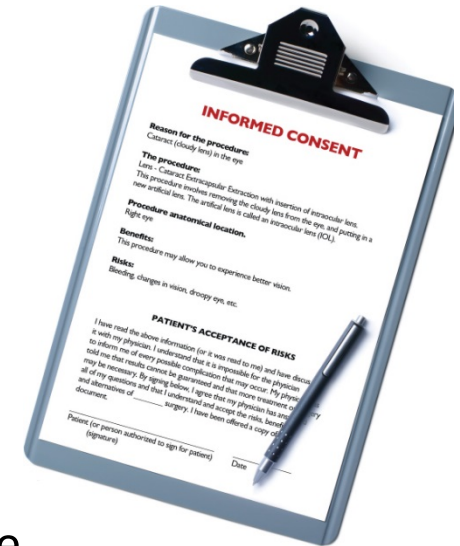 INFORMED CONSENT
Reason for the procedure:
Cataract (cloudy lens) in the eye
The procedure:
Lens - Cataract Extracapsular Extraction with insertion of intraocular lens.
This procedure involves removing the cloudy lens from the eye, and putting in a
new artificial lens. The artifical lens is called an intraocular lens (IOL).
Procedure anatomical location.
Right eye
Benefits:
This procedure may allow you to experience better vision.
Risks:
Bleeding, changes in vision, droopy eye, etc.
PATIENT'S ACCEPTANCE OF RISKS
I have read the above information (or it was read to me) and have discus
it with my physician. I understand that it is impossible for the physician
to inform me of every possible complication that may occur. My physi
told me that results cannot be guaranteed and that more treatment o ry
may be necessary. By signing below, I agree that my physician has ans
all of my questions and that I understand and accept the risks, benef
and alternatives of ______ surgery. I have been offered a copy of
document.
Patient (or person authorized to sign for patient) Date
(signature)